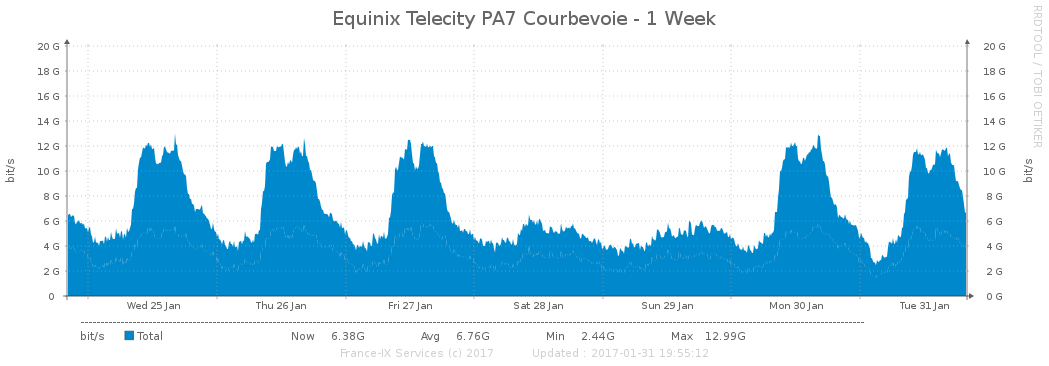 Equinix Telecity PA7 Courbevoie - 1 Week
RRDTOOL / TOBI OETIKER
20 G 20 G
18 G 18 G
16 G 16 G
14 G 14 G
12 G 12 G
10 G 10 G
8 G 8 G
6 G 6 G
4 G 4 G
2 G 2 G
0 0 G
bit/s
bit/s
Wed 25 Jan Thu 26 Jan Fri 27 Jan Sat 28 Jan Sun 29 Jan Mon 30 Jan Tue 31 Jan
bit/s Total Now 6.38G Avg 6.76G Min 2.44G Max 12.99G
France-IX Services (c) 2017 Updated : 2017-01-31 19:55:12